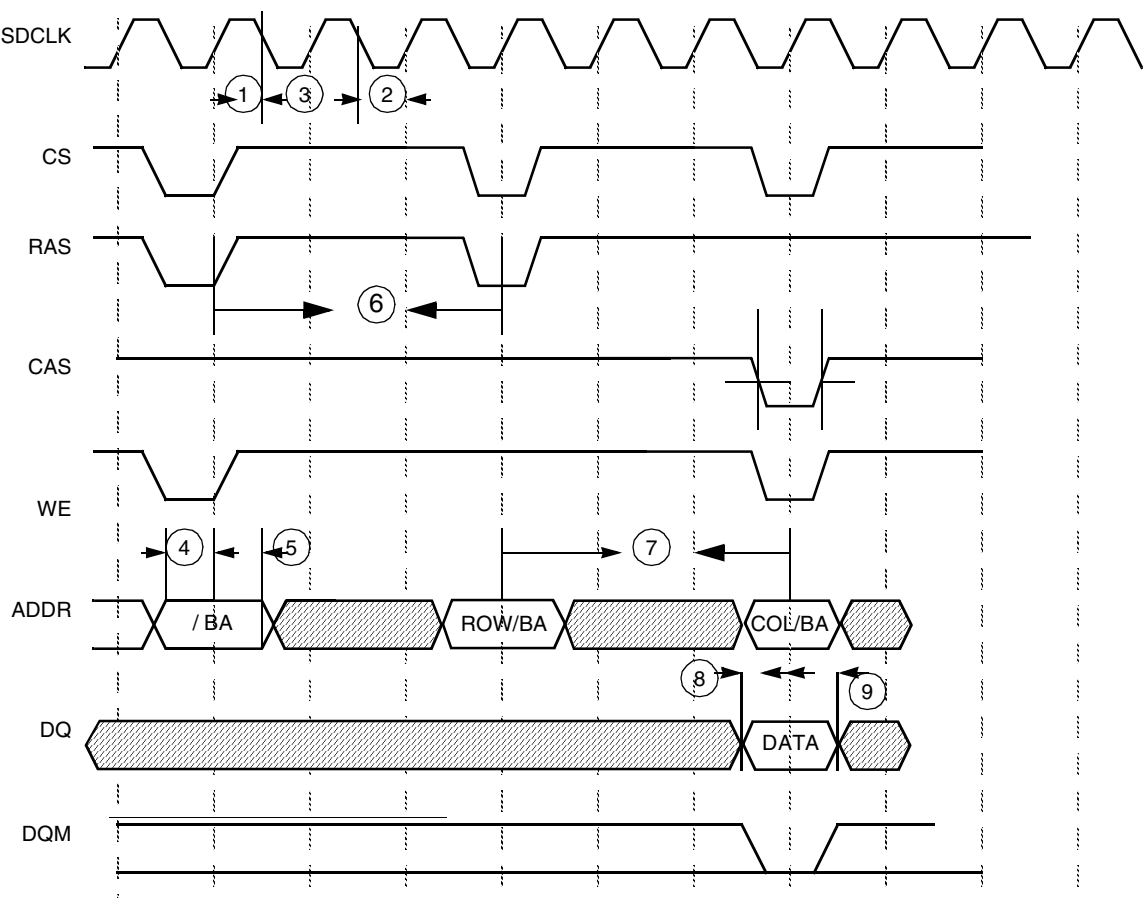 SDCLK
1 3 2
CS
RAS
6
CAS
WE
4 5 7
ADDR / BA ROW/BA COL/BA
8 9
DQ DATA
DQM